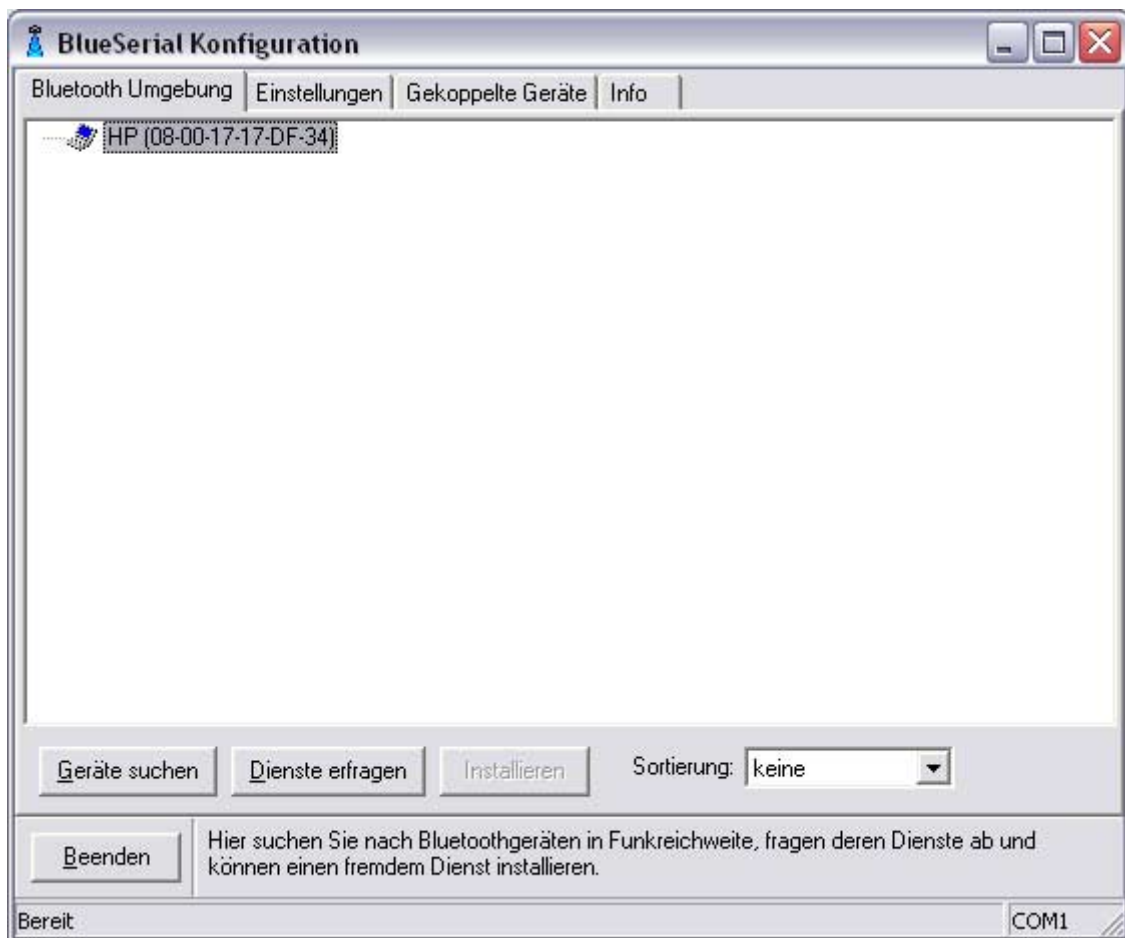 BlueSerial Konfiguration
Bluetooth Umgebung Einstellungen Gekoppelte Geräte Info
HP (08-00-17-17-DF-34)
Geräte suchen Dienste erfragen Installieren Sortierung: keine
Beenden
Hier suchen Sie nach Bluetoothgeräten in Funkreichweite, fragen deren Dienste ab und
können einen fremdem Dienst installieren.
Bereit COM1